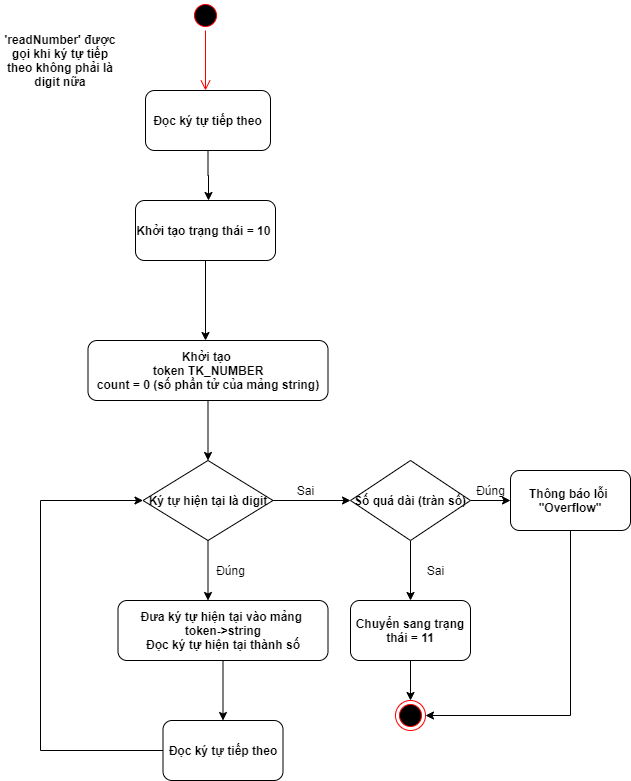 'readNumber' được
gọi khi ký tự tiếp
theo không phải là
digit nữa
Đọc ký tự tiếp theo
Khởi tạo trạng thái = 10
Khởi tạo
token TK_NUMBER
count = 0 (số phần tử của mảng string)
Ký tự hiện tại là digit
Sai
Số quá dài (tràn số)
Đúng
Thông báo lỗi
"Overflow"
Đúng
Sai
Đưa ký tự hiện tại vào mảng
token->string
Đọc ký tự hiện tại thành số
Chuyển sang trạng
thái = 11
Đọc ký tự tiếp theo